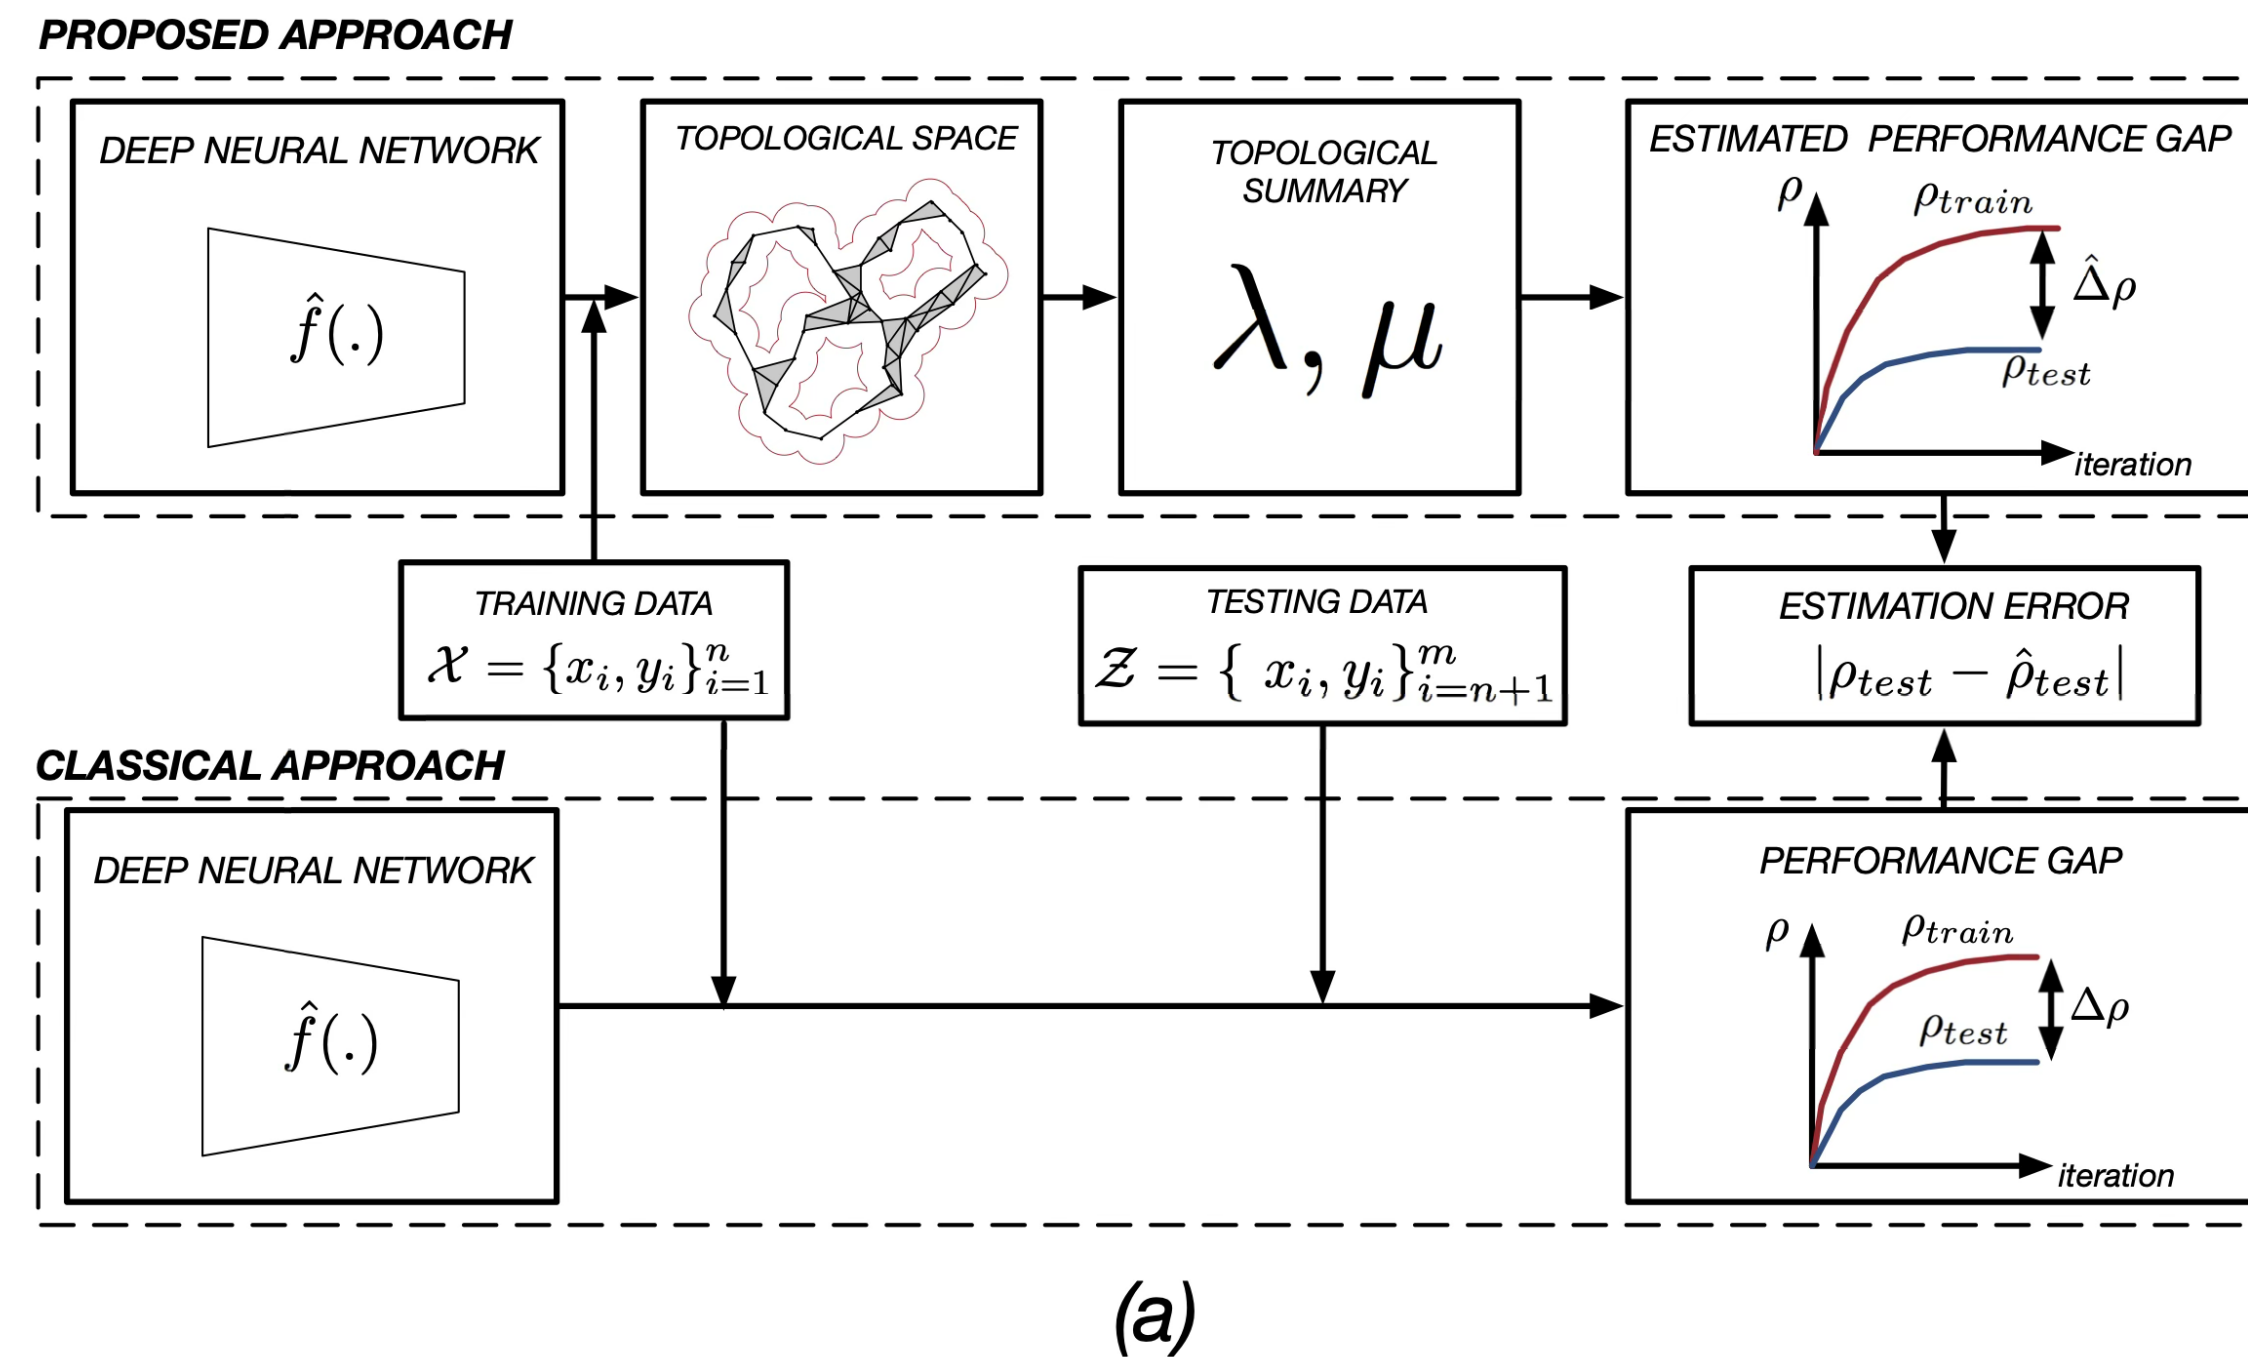 PROPOSED APPROACH
DEEP NEURAL NETWORK
f̂(.)
TOPOLOGICAL SPACE
TOPOLOGICAL
SUMMARY
λ, μ
ESTIMATED PERFORMANCE GAP
ρ
ρtrain
Δ̂ρ
ρtest
iteration
TRAINING DATA
𝒳 = {xᵢ, yᵢ}ⁿᵢ₌₁
TESTING DATA
𝒵 = { xᵢ, yᵢ}ᵐᵢ₌ₙ₊₁
ESTIMATION ERROR
|ρtest − ρ̂test|
CLASSICAL APPROACH
DEEP NEURAL NETWORK
f̂(.)
PERFORMANCE GAP
ρ
ρtrain
Δρ
ρtest
iteration
(a)